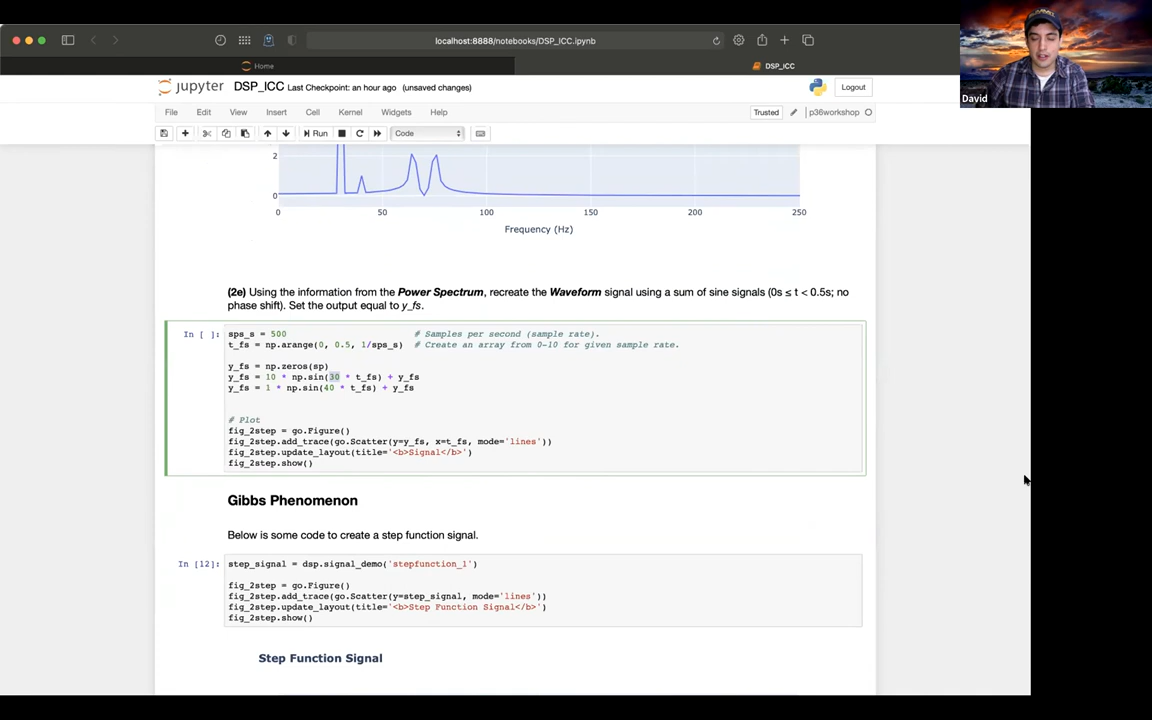 localhost:8888/notebooks/DSP_ICC.ipynb
Home
DSP_ICC
David
jupyter DSP_ICC Last Checkpoint: an hour ago (unsaved changes)
Logout
File Edit View Insert Cell Kernel Widgets Help
Trusted p36workshop
Run Code
2
0
0 50 100 150 200 250
Frequency (Hz)
(2e) Using the information from the Power Spectrum, recreate the Waveform signal using a sum of sine signals (0s ≤ t < 0.5s; no
phase shift). Set the output equal to y_fs.
In [ ]: sps_s = 500 # Samples per second (sample rate).
t_fs = np.arange(0, 0.5, 1/sps_s) # Create an array from 0-10 for given sample rate.
y_fs = np.zeros(sp)
y_fs = 10 * np.sin(30 * t_fs) + y_fs
y_fs = 1 * np.sin(40 * t_fs) + y_fs
# Plot
fig_2step = go.Figure()
fig_2step.add_trace(go.Scatter(y=y_fs, x=t_fs, mode='lines'))
fig_2step.update_layout(title='<b>Signal</b>')
fig_2step.show()
Gibbs Phenomenon
Below is some code to create a step function signal.
In [12]: step_signal = dsp.signal_demo('stepfunction_1')
fig_2step = go.Figure()
fig_2step.add_trace(go.Scatter(y=step_signal, mode='lines'))
fig_2step.update_layout(title='<b>Step Function Signal</b>')
fig_2step.show()
Step Function Signal